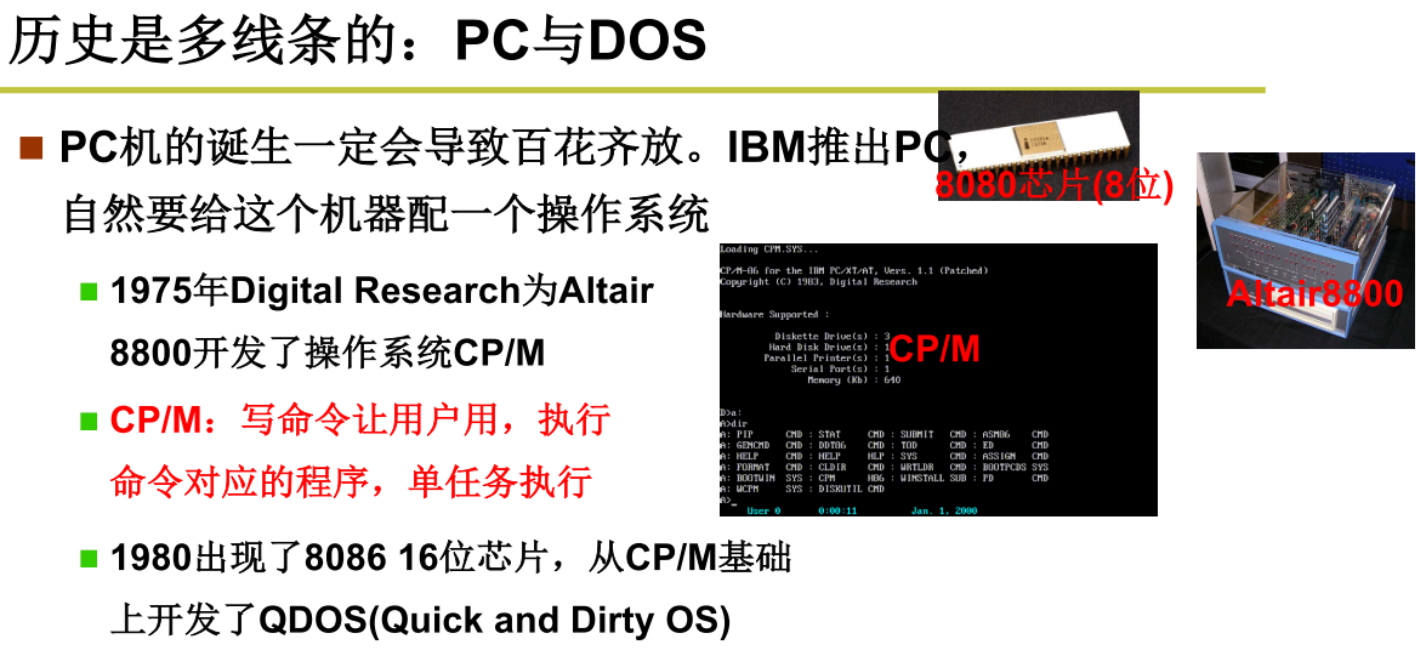 历史是多线条的：PC与DOS
PC机的诞生一定会导致百花齐放。IBM推出PC，
自然要给这个机器配一个操作系统
8080芯片(8位)
Altair8800
1975年Digital Research为Altair
8800开发了操作系统CP/M
CP/M：写命令让用户用，执行
命令对应的程序，单任务执行
1980出现了8086 16位芯片，从CP/M基础
上开发了QDOS(Quick and Dirty OS)
Loading CPM.SYS...
CP/M-86 for the IBM PC/XT/AT, Vers. 1.1 (Patched)
Copyright (C) 1983, Digital Research
Hardware Supported :
Diskette Drive(s) : 3
Hard Disk Drive(s) : 1
Parallel Printer(s) : 1
Serial Port(s) : 1
Memory (Kb) : 640
CP/M
D>a:
A>dir
A: PIP CMD : STAT CMD : SUBMIT CMD : ASM86 CMD
A: GENCMD CMD : DDT86 CMD : TOD CMD : ED CMD
A: HELP CMD : HELP HLP : SYS CMD : ASSIGN CMD
A: FORMAT CMD : CLDIR CMD : WRTLDR CMD : BOOTPCDS SYS
A: BOOTWIN SYS : CPM H86 : WINSTALL SUB : PD CMD
A: WCPM SYS : DISKUTIL CMD
A>_
User 0 0:00:11 Jan. 1, 2000